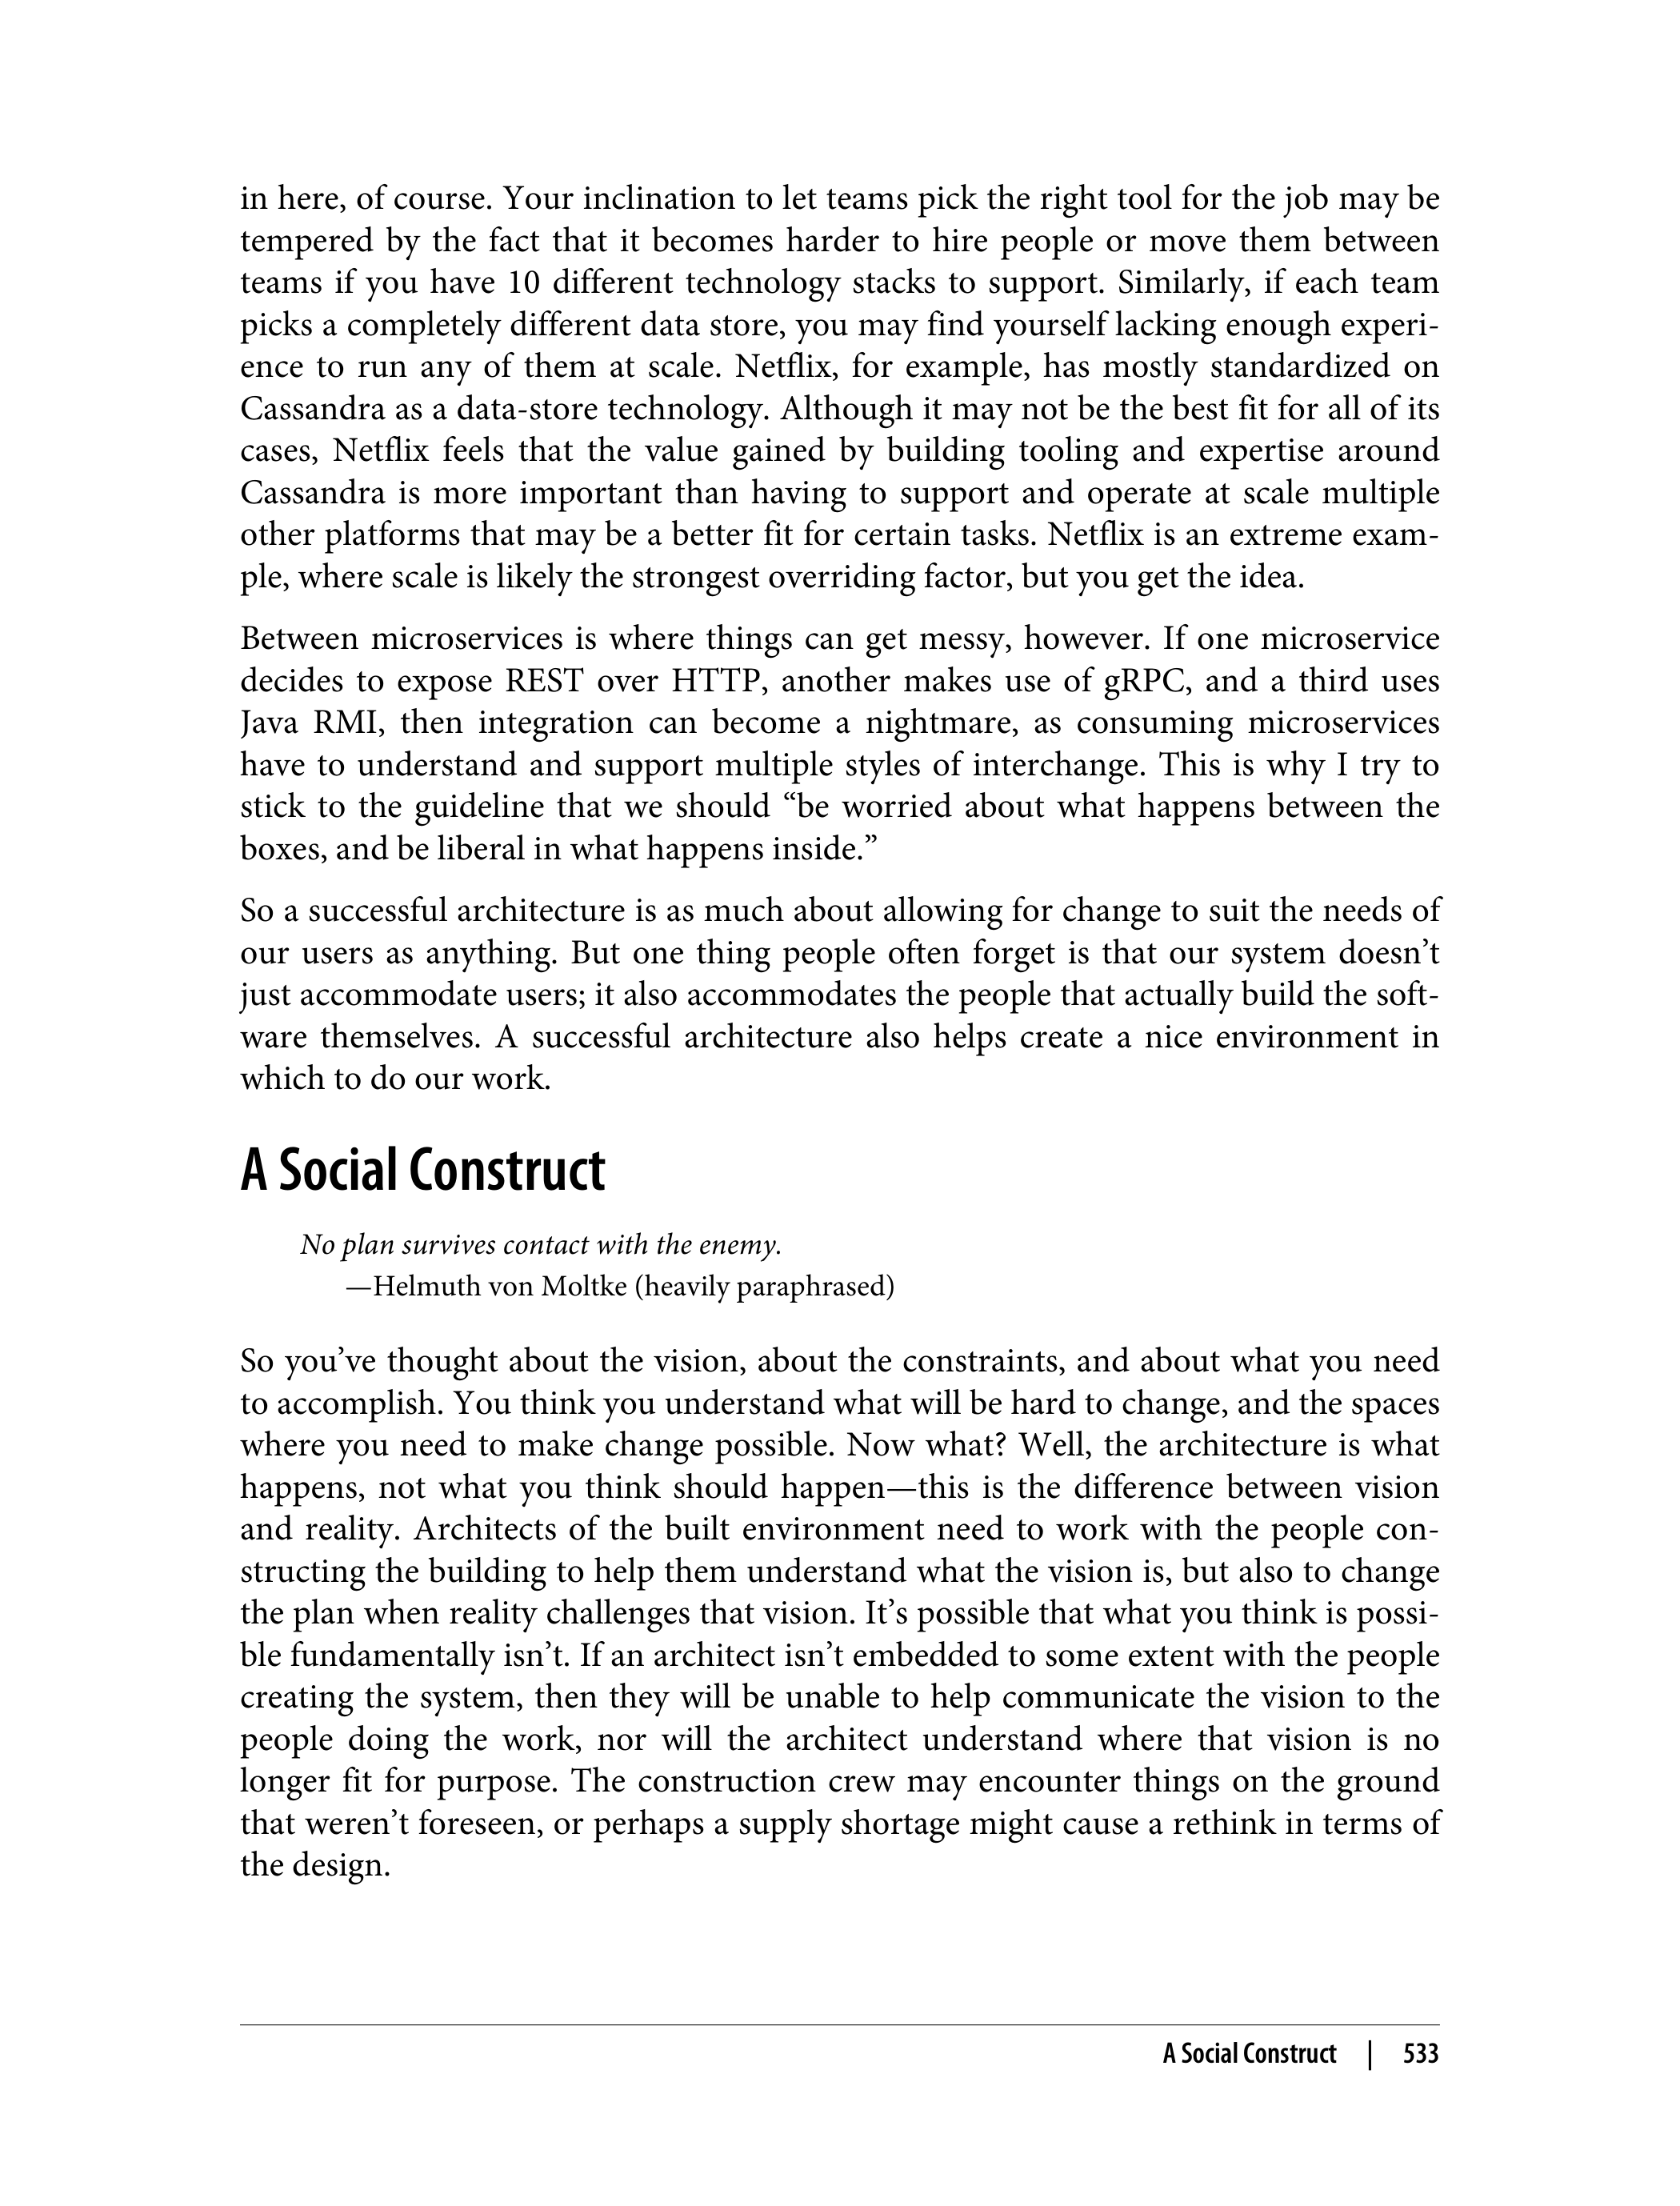 in here, of course. Your inclination to let teams pick the right tool for the job may be
tempered by the fact that it becomes harder to hire people or move them between
teams if you have 10 different technology stacks to support. Similarly, if each team
picks a completely different data store, you may find yourself lacking enough experi-
ence to run any of them at scale. Netflix, for example, has mostly standardized on
Cassandra as a data-store technology. Although it may not be the best fit for all of its
cases, Netflix feels that the value gained by building tooling and expertise around
Cassandra is more important than having to support and operate at scale multiple
other platforms that may be a better fit for certain tasks. Netflix is an extreme exam-
ple, where scale is likely the strongest overriding factor, but you get the idea.
Between microservices is where things can get messy, however. If one microservice
decides to expose REST over HTTP, another makes use of gRPC, and a third uses
Java RMI, then integration can become a nightmare, as consuming microservices
have to understand and support multiple styles of interchange. This is why I try to
stick to the guideline that we should “be worried about what happens between the
boxes, and be liberal in what happens inside.”
So a successful architecture is as much about allowing for change to suit the needs of
our users as anything. But one thing people often forget is that our system doesn’t
just accommodate users; it also accommodates the people that actually build the soft-
ware themselves. A successful architecture also helps create a nice environment in
which to do our work.
A Social Construct
No plan survives contact with the enemy.
—Helmuth von Moltke (heavily paraphrased)
So you’ve thought about the vision, about the constraints, and about what you need
to accomplish. You think you understand what will be hard to change, and the spaces
where you need to make change possible. Now what? Well, the architecture is what
happens, not what you think should happen—this is the difference between vision
and reality. Architects of the built environment need to work with the people con-
structing the building to help them understand what the vision is, but also to change
the plan when reality challenges that vision. It’s possible that what you think is possi-
ble fundamentally isn’t. If an architect isn’t embedded to some extent with the people
creating the system, then they will be unable to help communicate the vision to the
people doing the work, nor will the architect understand where that vision is no
longer fit for purpose. The construction crew may encounter things on the ground
that weren’t foreseen, or perhaps a supply shortage might cause a rethink in terms of
the design.
A Social Construct | 533